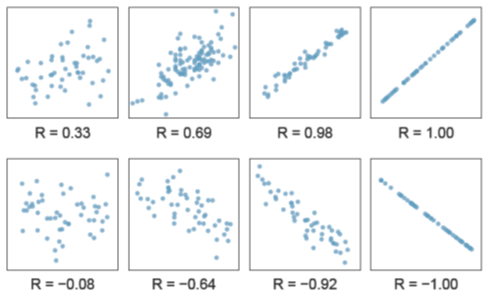 R = 0.33
R = 0.69
R = 0.98
R = 1.00
R = −0.08
R = −0.64
R = −0.92
R = −1.00